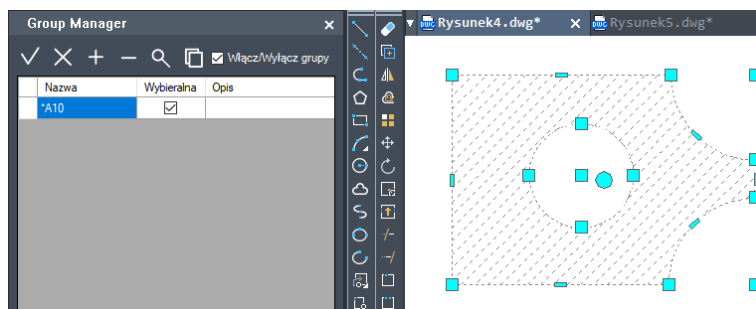 Group Manager
Włącz/Wyłącz grupy
Nazwa Wybieralna Opis
*A10
Rysunek4.dwg*
Rysunek5.dwg*